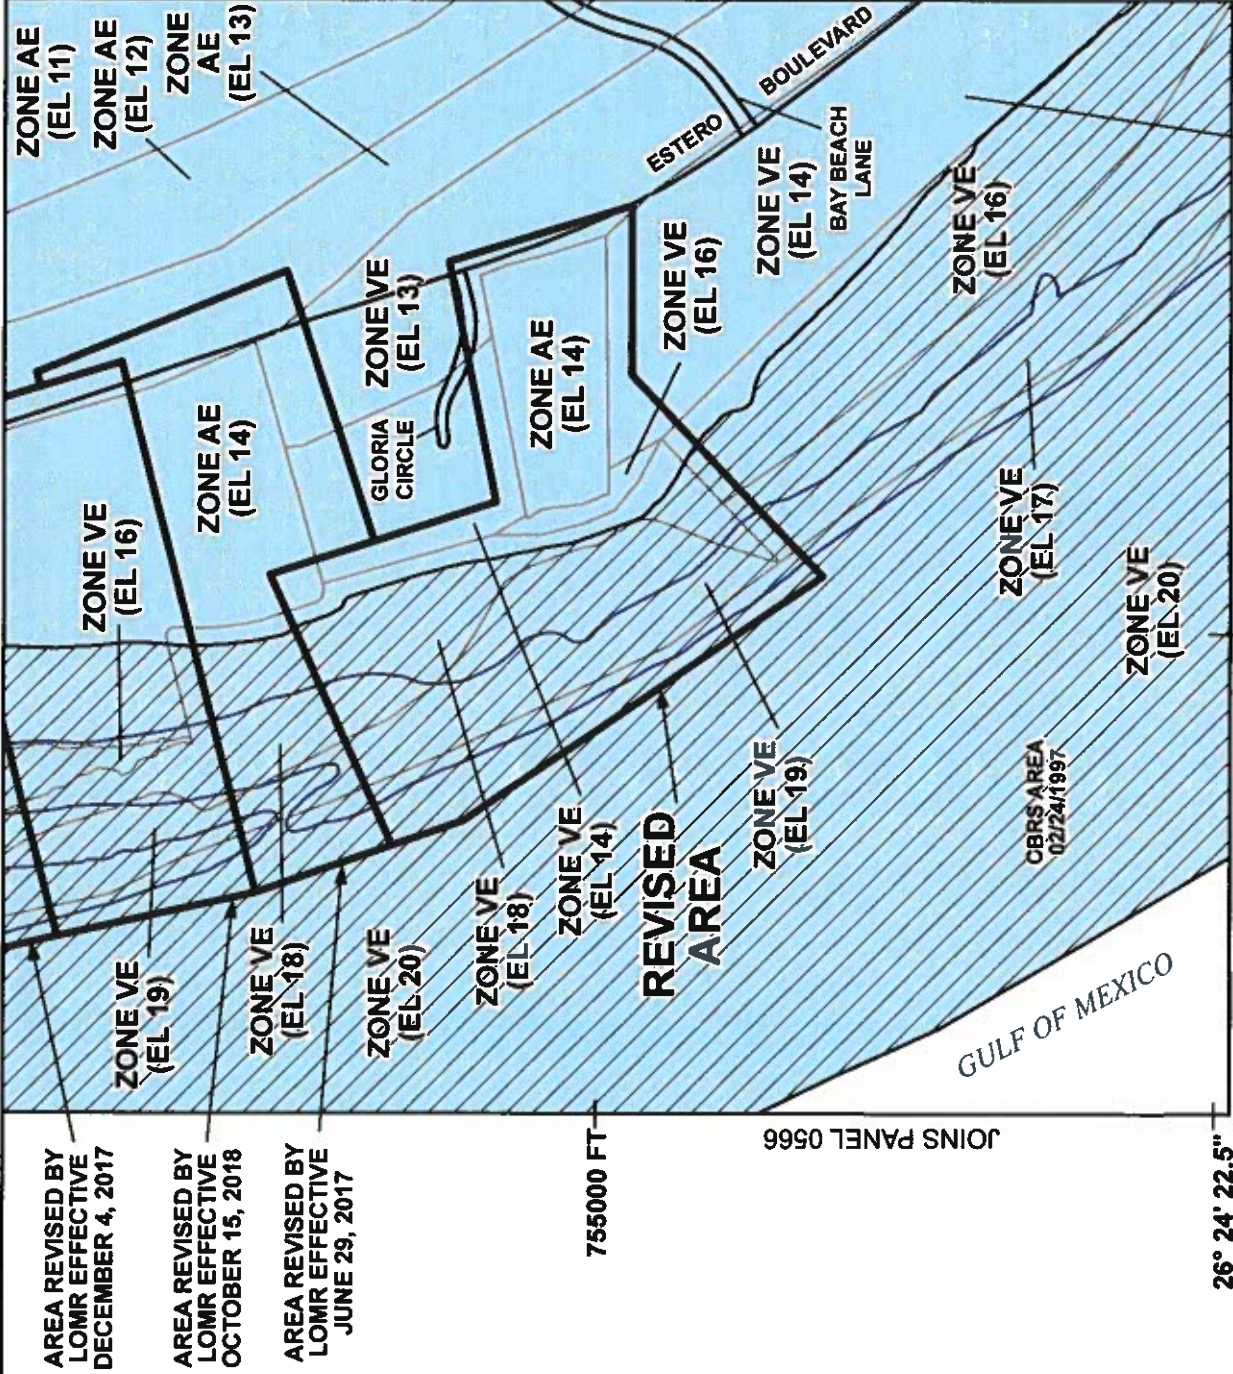 AREA REVISED BY
LOMR EFFECTIVE
DECEMBER 4, 2017
AREA REVISED BY
LOMR EFFECTIVE
OCTOBER 15, 2018
AREA REVISED BY
LOMR EFFECTIVE
JUNE 29, 2017
755000 FT
JOINS PANEL 0566
26° 24' 22.5"
ZONE VE
(EL 19)
ZONE VE
(EL 18)
ZONE VE
(EL 20)
ZONE VE
(EL 18)
ZONE VE
(EL 14)
REVISED
AREA
ZONE VE
(EL 19)
GULF OF MEXICO
CBRS AREA
02/24/1997
ZONE VE
(EL 20)
ZONE VE
(EL 17)
ZONE VE
(EL 16)
ZONE AE
(EL 14)
GLORIA
CIRCLE
ZONE VE
(EL 13)
ZONE AE
(EL 14)
ZONE VE
(EL 16)
ZONE VE
(EL 14)
BAY BEACH
LANE
ZONE VE
(EL 16)
ESTERO BOULEVARD
ZONE AE
(EL 11)
ZONE AE
(EL 12)
ZONE
AE
(EL 13)